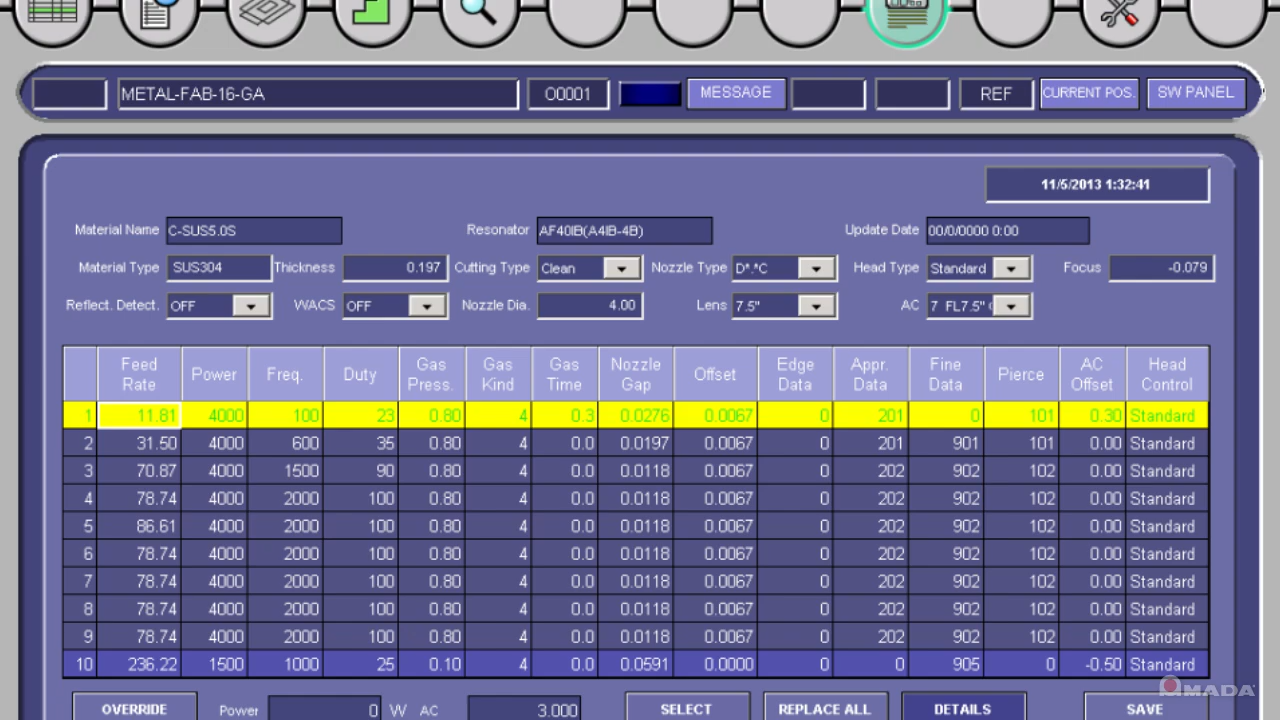 METAL-FAB-16-GA O0001 MESSAGE REF CURRENT POS. SW PANEL
11/5/2013 1:32:41
Material Name C-SUS5.0S Resonator AF40IB(A4IB-4B) Update Date 00/0/0000 0:00
Material Type SUS304 Thickness 0.197 Cutting Type Clean Nozzle Type D*.*C Head Type Standard Focus -0.079
Reflect. Detect. OFF WACS OFF Nozzle Dia. 4.00 Lens 7.5" AC 7 FL7.5"
Feed Rate Power Freq. Duty Gas Press. Gas Kind Gas Time Nozzle Gap Offset Edge Data Appr. Data Fine Data Pierce AC Offset Head Control
1 11.81 4000 100 23 0.80 4 0.3 0.0276 0.0067 0 201 0 101 0.30 Standard
2 31.50 4000 600 35 0.80 4 0.0 0.0197 0.0067 0 201 901 101 0.00 Standard
3 70.87 4000 1500 90 0.80 4 0.0 0.0118 0.0067 0 202 902 102 0.00 Standard
4 78.74 4000 2000 100 0.80 4 0.0 0.0118 0.0067 0 202 902 102 0.00 Standard
5 86.61 4000 2000 100 0.80 4 0.0 0.0118 0.0067 0 202 902 102 0.00 Standard
6 78.74 4000 2000 100 0.80 4 0.0 0.0118 0.0067 0 202 902 102 0.00 Standard
7 78.74 4000 2000 100 0.80 4 0.0 0.0118 0.0067 0 202 902 102 0.00 Standard
8 78.74 4000 2000 100 0.80 4 0.0 0.0118 0.0067 0 202 902 102 0.00 Standard
9 78.74 4000 2000 100 0.80 4 0.0 0.0118 0.0067 0 202 902 102 0.00 Standard
10 236.22 1500 1000 25 0.10 4 0.0 0.0591 0.0000 0 0 905 0 -0.50 Standard
AMADA
OVERRIDE Power 0 W AC 3.000 SELECT REPLACE ALL DETAILS SAVE